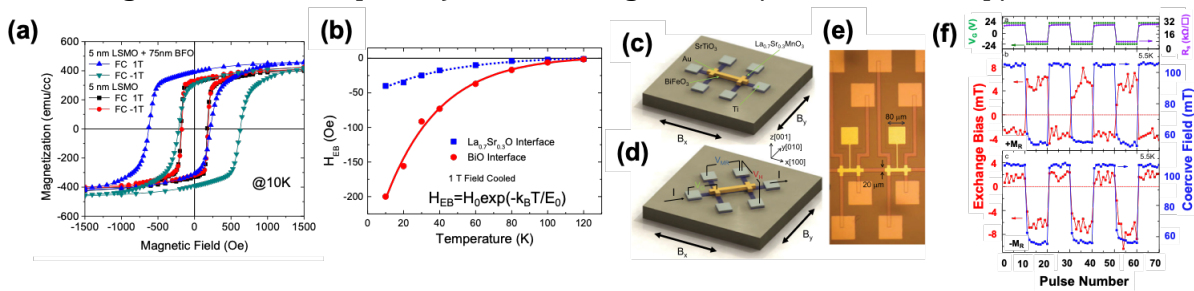 (a)
Magnetization (emu/cc)
600
400
200
0
-200
-400
-600
5 nm LSMO + 75nm BFO
FC 1T
FC -1T
5 nm LSMO
FC 1T
FC -1T
@10K
-1500 -1000 -500 0 500 1000 1500
Magnetic Field (Oe)
(b)
H_EB (Oe)
0
-50
-100
-150
-200
La0.7Sr0.3O Interface
BiO Interface
1 T Field Cooled
H_EB=H_0exp(-k_BT/E_0)
0 20 40 60 80 100 120
Temperature (K)
(c)
SrTiO3
La0.7Sr0.3MnO3
Au
BiFeO3
Ti
Bx
By
z[001]
y[010]
x[100]
(d)
I
I
Bx
By
(e)
80 μm
20 μm
(f)
V_G (V)
24
0
-24
a
32
16
0
Exchange Bias (mT)
8
4
0
-4
5.5K
+M_R
100
80
60
Coercive Field (mT)
c
5.5K
4
0
-4
-M_R
100
80
60
0 10 20 30 40 50 60 70
Pulse Number